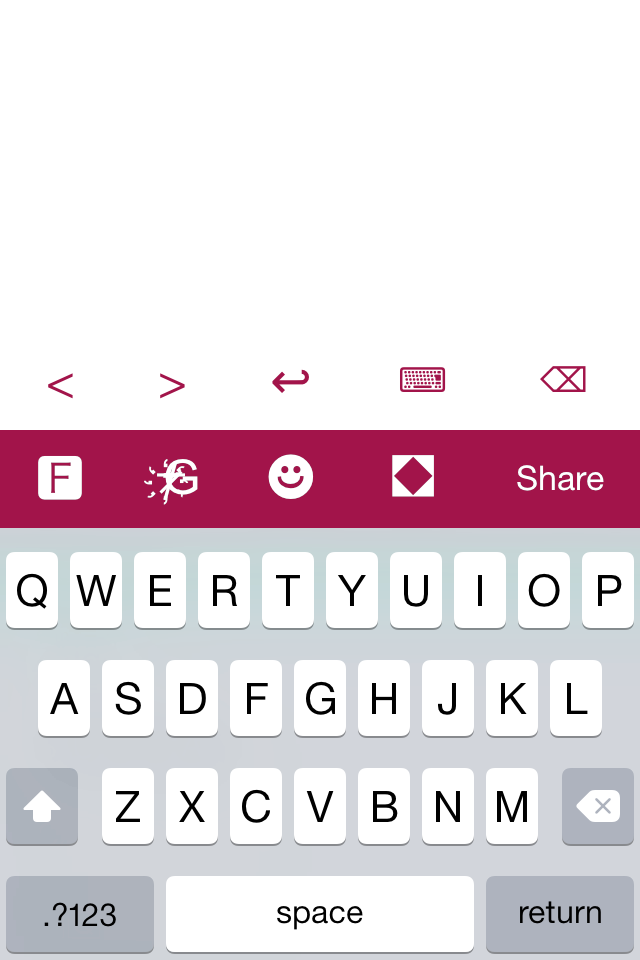 < > ↩ ⌨ ⌫
F G Share
Q W E R T Y U I O P
A S D F G H J K L
Z X C V B N M
.?123 space return